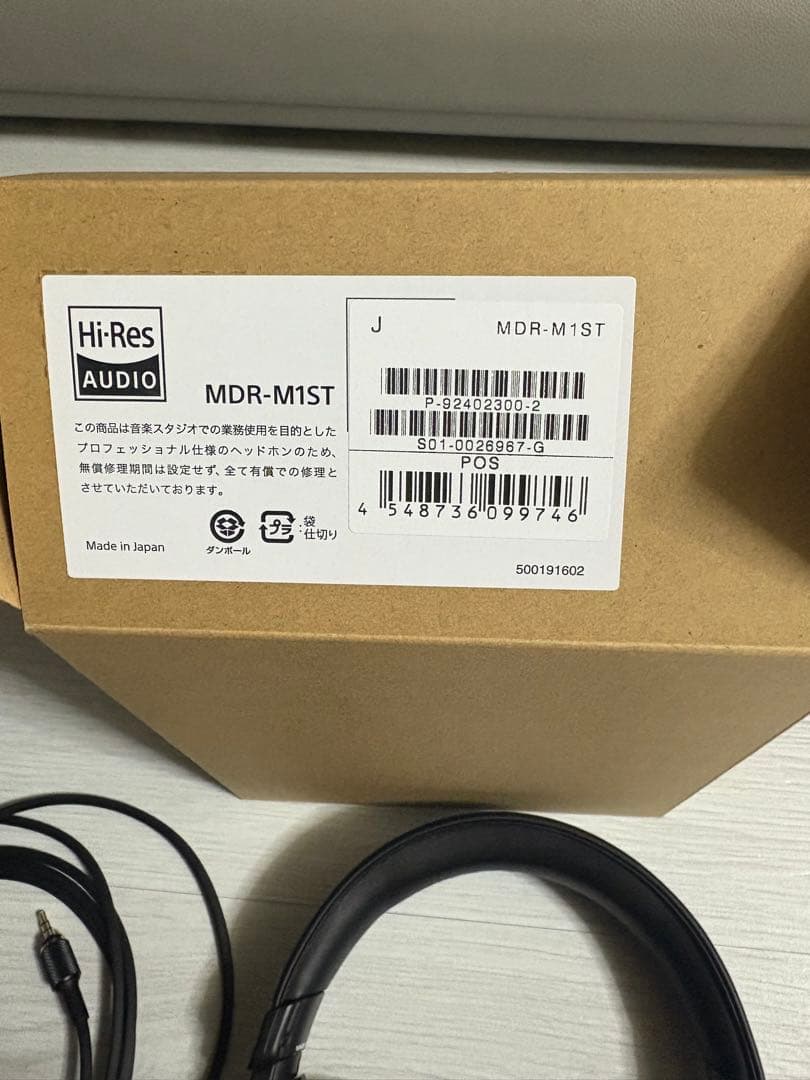 Hi-Res
AUDIO
MDR-M1ST
この商品は音楽スタジオでの業務使用を目的とした
プロフェッショナル仕様のヘッドホンのため、
無償修理期間は設定せず、全て有償での修理と
させていただいております。
ダンボール
プラ
:袋
仕切り
Made in Japan
J
MDR-M1ST
P-92402300-2
S01-0026967-G
POS
4 548736 099746
500191602